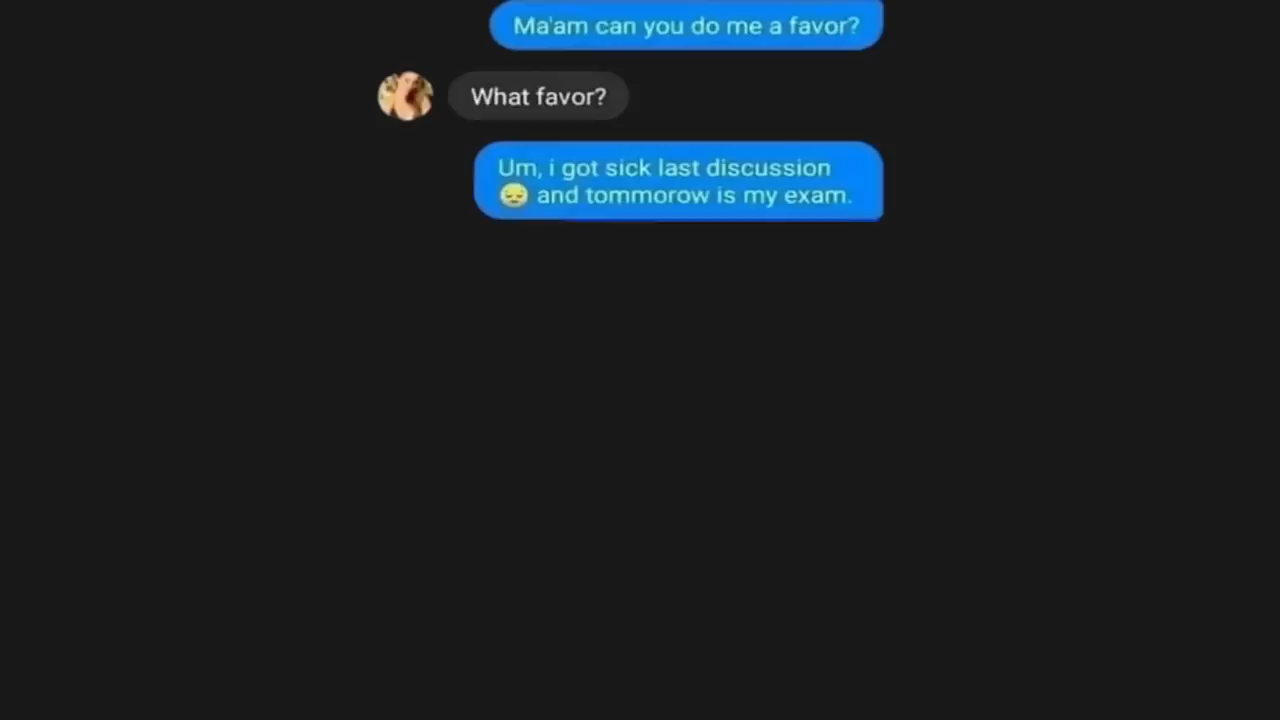 Ma'am can you do me a favor?
What favor?
Um, i got sick last discussion
😔 and tommorow is my exam.